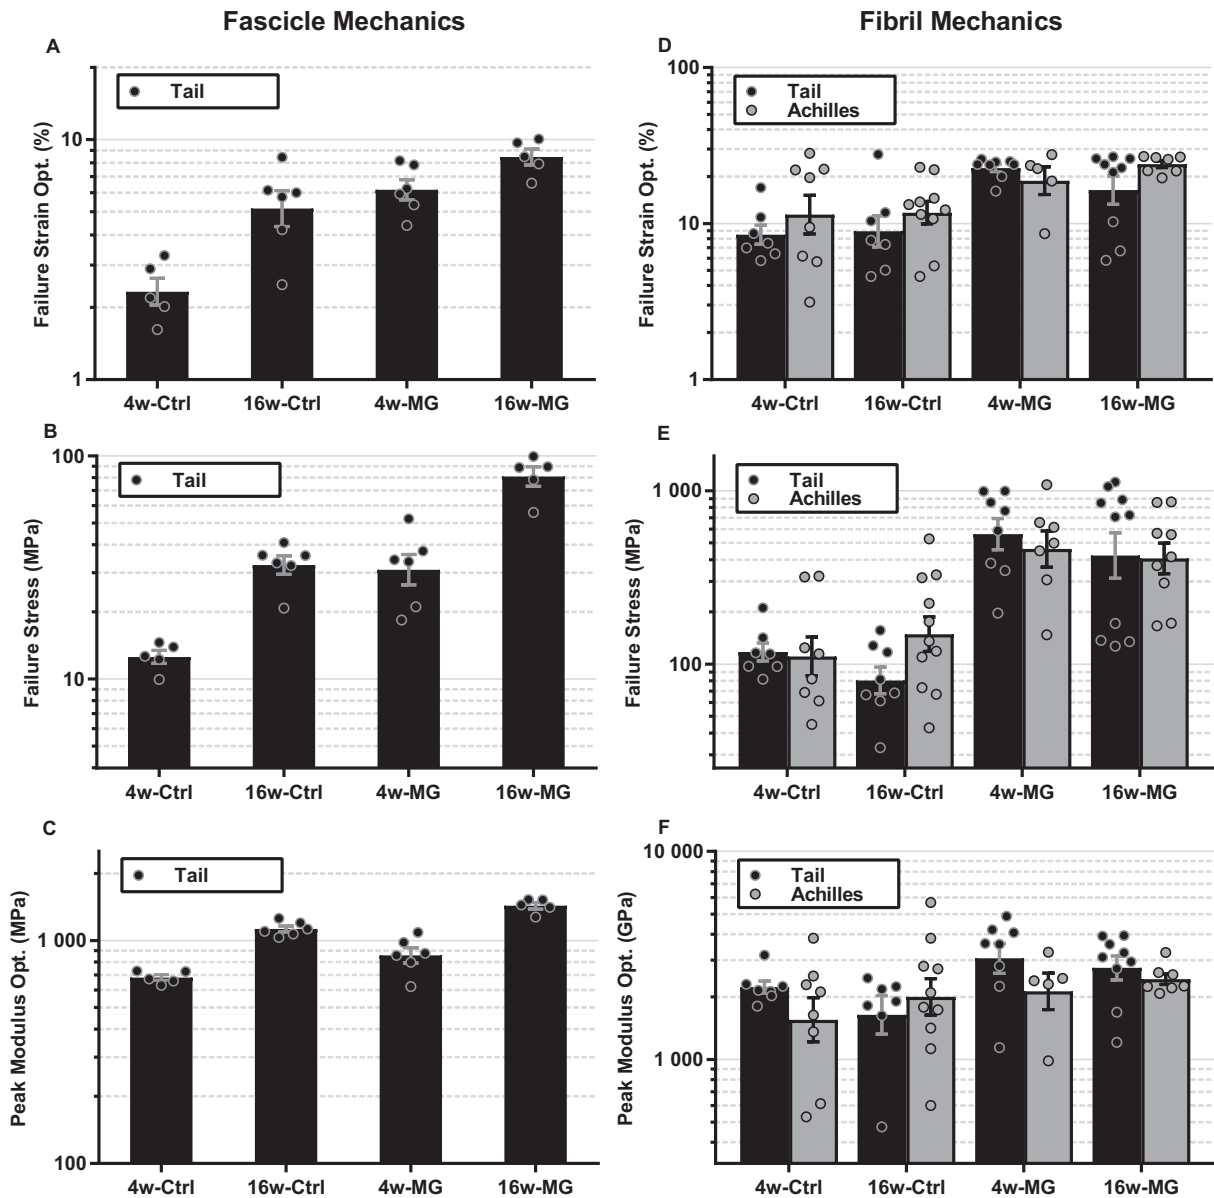 Fascicle Mechanics
Fibril Mechanics
A
Tail
Failure Strain Opt. (%)
10
1
4w-Ctrl 16w-Ctrl 4w-MG 16w-MG
D
Tail
Achilles
Failure Strain Opt. (%)
100
10
1
4w-Ctrl 16w-Ctrl 4w-MG 16w-MG
B
Tail
Failure Stress (MPa)
100
10
4w-Ctrl 16w-Ctrl 4w-MG 16w-MG
E
Tail
Achilles
Failure Stress (MPa)
1 000
100
4w-Ctrl 16w-Ctrl 4w-MG 16w-MG
C
Tail
Peak Modulus Opt. (MPa)
1 000
100
4w-Ctrl 16w-Ctrl 4w-MG 16w-MG
F
Tail
Achilles
Peak Modulus Opt. (GPa)
10 000
1 000
4w-Ctrl 16w-Ctrl 4w-MG 16w-MG